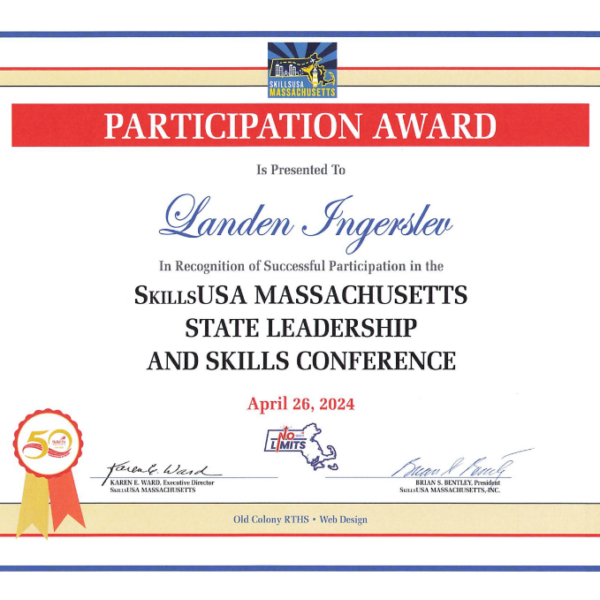 SKILLSUSA
MASSACHUSETTS
PARTICIPATION AWARD
Is Presented To
Landen Ingerslev
In Recognition of Successful Participation in the
SKILLSUSA MASSACHUSETTS
STATE LEADERSHIP
AND SKILLS CONFERENCE
April 26, 2024
NO
LIMITS
50
Karen E. Ward
KAREN E. WARD, Executive Director
SKILLSUSA MASSACHUSETTS
Brian S. Bentley
BRIAN S. BENTLEY, President
SKILLSUSA MASSACHUSETTS, INC.
Old Colony RTHS • Web Design